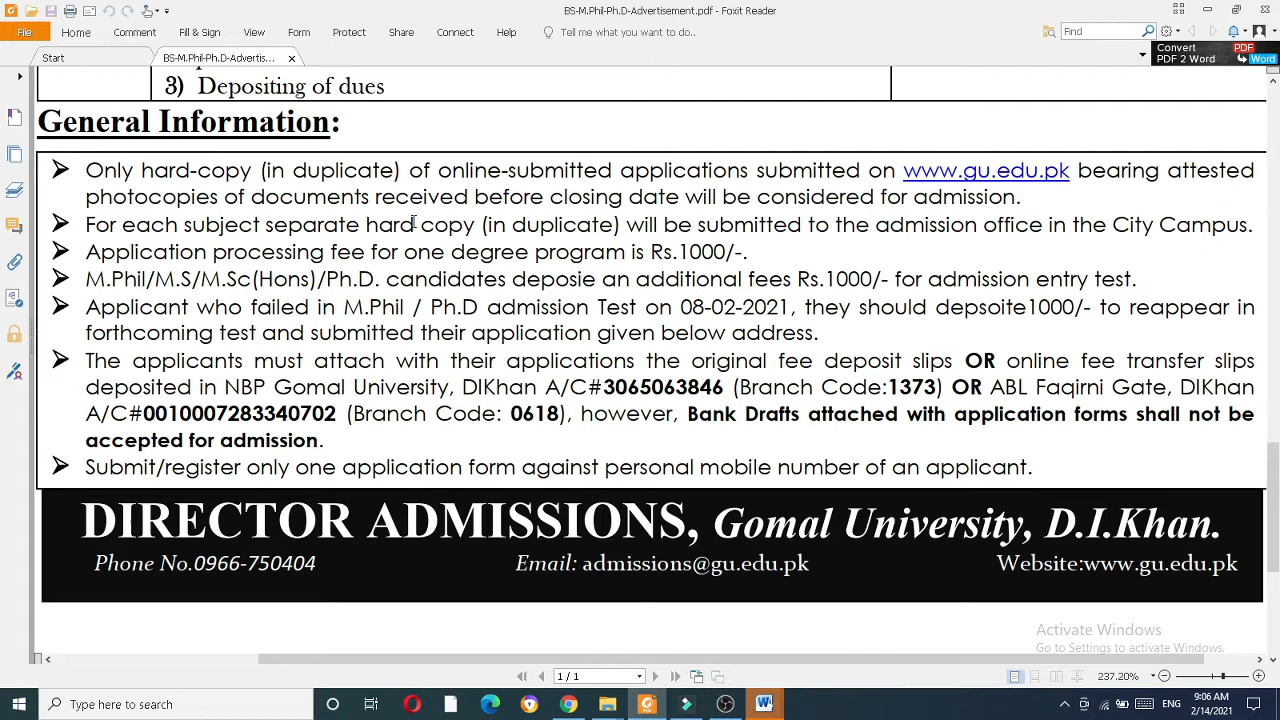 BS-M.Phil-Ph.D-Advertisement.pdf - Foxit Reader
File Home Comment View Form Protect Share Connect Help Tell me what you want to do.. Find
Fill & Sign
Start BS-M.Phil-Ph.D-Advertis... Convert PDF
PDF 2 Word Word
3) Depositing of dues
General Information:
Only hard-copy (in duplicate) of online-submitted applications submitted on www.gu.edu.pk bearing attested
photocopies of documents received before closing date will be considered for admission.
For each subject separate hard copy (in duplicate) will be submitted to the admission office in the City Campus.
Application processing fee for one degree program is Rs.1000/-.
M.Phil/M.S/M.Sc(Hons)/Ph.D. candidates deposie an additional fees Rs.1000/- for admission entry test.
Applicant who failed in M.Phil / Ph.D admission Test on 08-02-2021, they should depsoite1000/- to reappear in
forthcoming test and submitted their application given below address.
The applicants must attach with their applications the original fee deposit slips OR online fee transfer slips
deposited in NBP Gomal University, DIKhan A/C#3065063846 (Branch Code:1373) OR ABL Faqirni Gate, DIKhan
A/C#0010007283340702 (Branch Code: 0618), however, Bank Drafts attached with application forms shall not be
accepted for admission.
Submit/register only one application form against personal mobile number of an applicant.
DIRECTOR ADMISSIONS, Gomal University, D.I.Khan.
Phone No.0966-750404 Email: admissions@gu.edu.pk Website:www.gu.edu.pk
Activate Windows
Go to Settings to activate Windows.
1 / 1 237.20%
Type here to search ENG 9:06 AM
2/14/2021